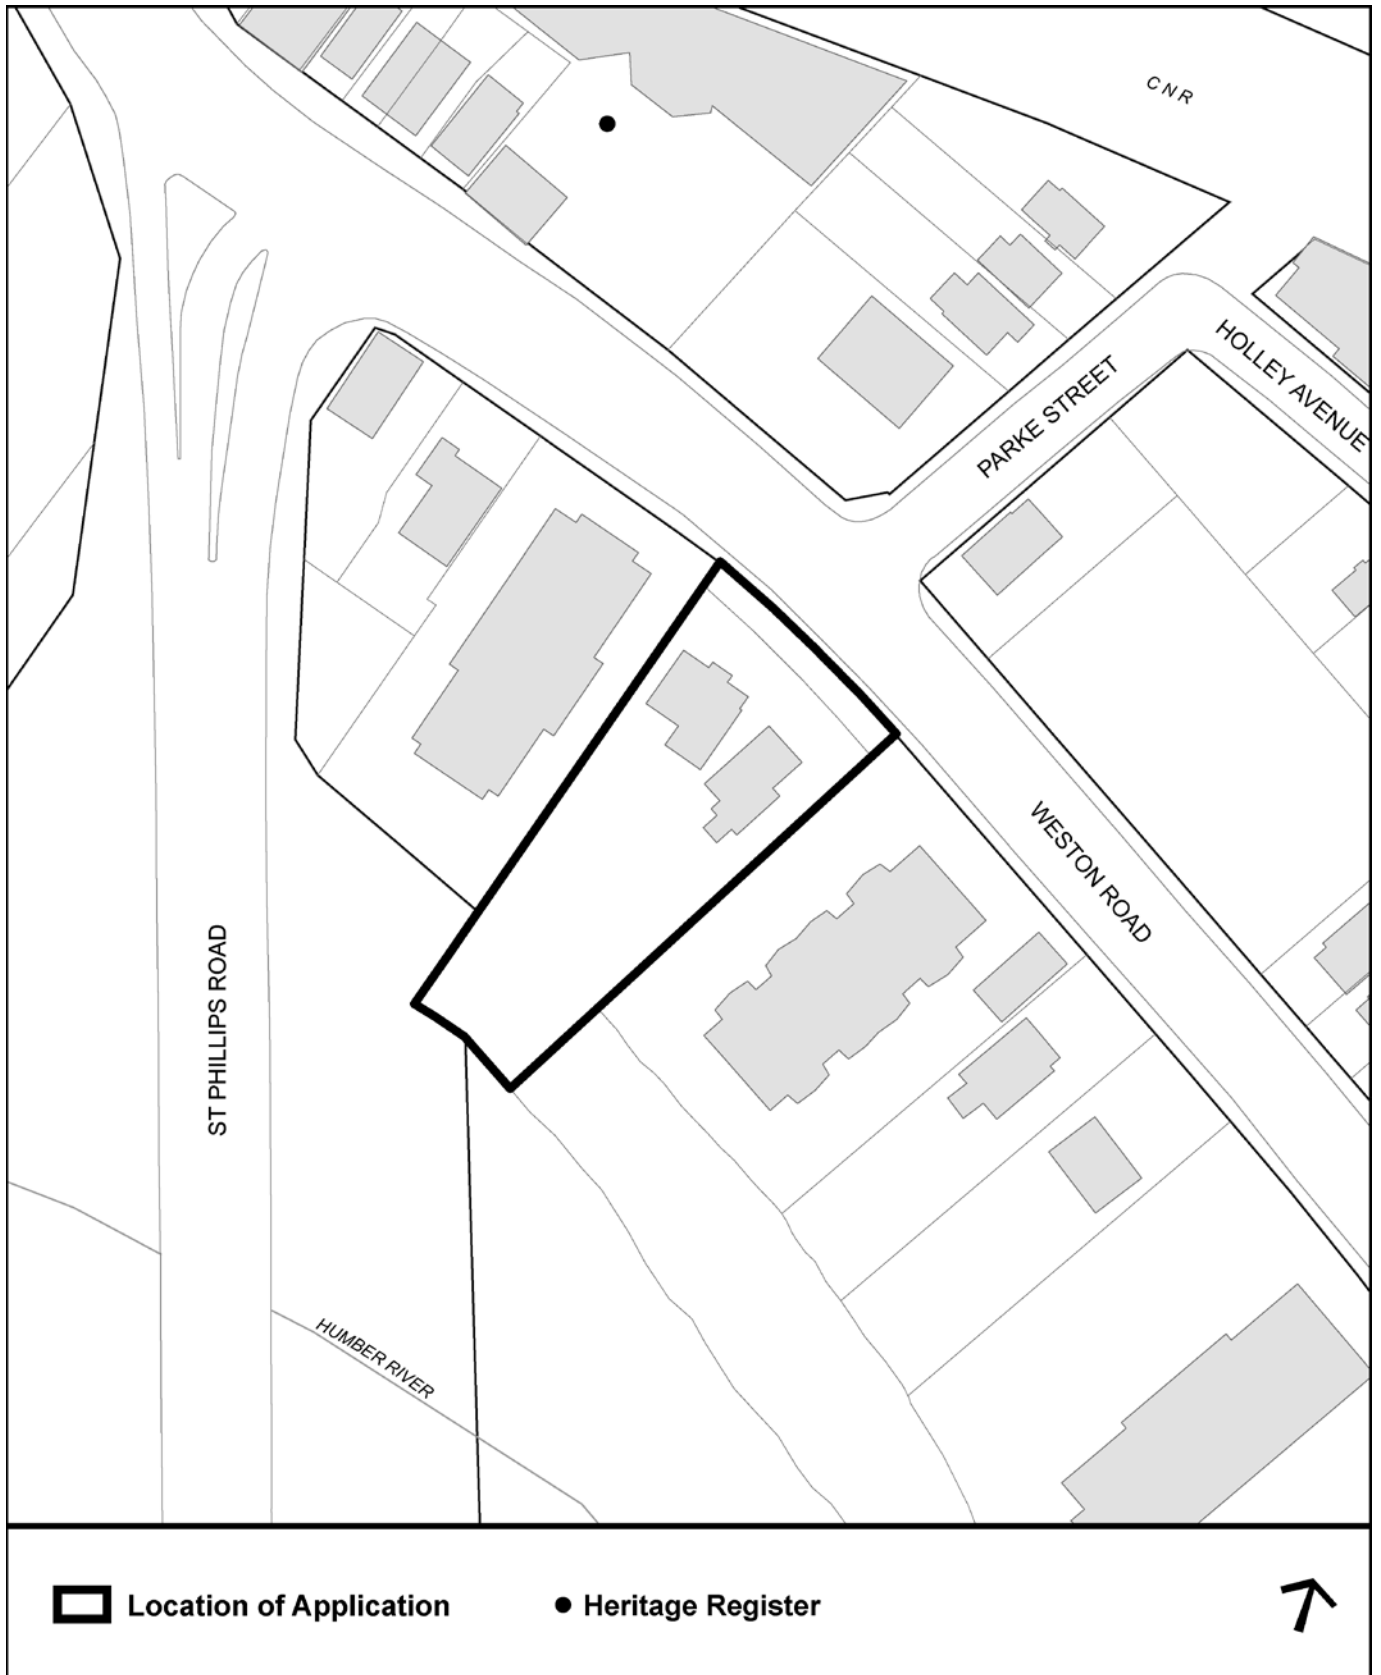 CNR
HOLLEY AVENUE
PARKE STREET
WESTON ROAD
ST PHILLIPS ROAD
HUMBER RIVER
Location of Application
Heritage Register